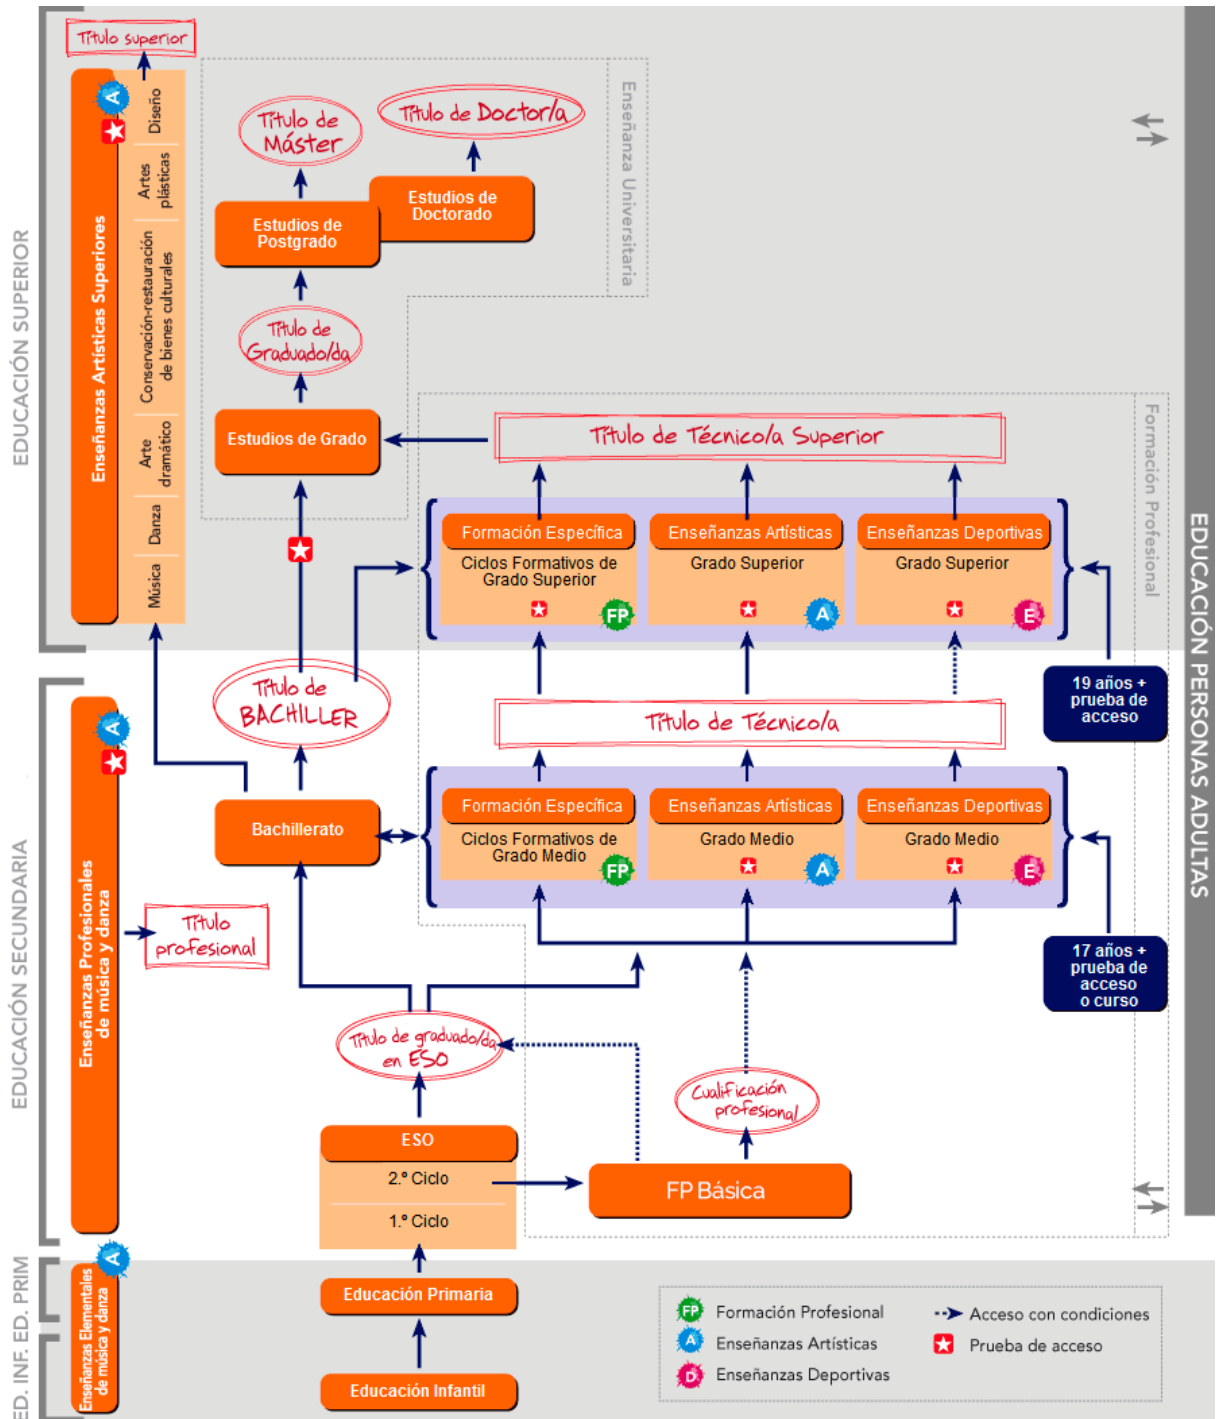 EDUCACIÓN SUPERIOR
Título superior
Enseñanzas Artísticas Superiores
A
Diseño
Artes
plásticas
Conservación-restauración
de bienes culturales
Arte
dramático
Danza
Música
Enseñanza Universitaria
Título de
Máster
Título de Doctor/a
Estudios de
Doctorado
Estudios de
Postgrado
Título de
Graduado/da
Estudios de Grado
Formación Profesional
Título de Técnico/a Superior
Formación Específica
Ciclos Formativos de
Grado Superior
FP
Enseñanzas Artísticas
Grado Superior
A
Enseñanzas Deportivas
Grado Superior
E
19 años +
prueba de
acceso
EDUCACIÓN PERSONAS ADULTAS
EDUCACIÓN SECUNDARIA
Enseñanzas Profesionales
de música y danza
A
Título
profesional
Título de
BACHILLER
Bachillerato
Título de Técnico/a
Formación Específica
Ciclos Formativos de
Grado Medio
FP
Enseñanzas Artísticas
Grado Medio
A
Enseñanzas Deportivas
Grado Medio
E
17 años +
prueba de
acceso
o curso
Título de graduado/da
en ESO
Cualificación
profesional
ESO
2.º Ciclo
1.º Ciclo
FP Básica
ED. PRIM
ED. INF.
Enseñanzas Elementales
de música y danza
A
Educación Primaria
Educación Infantil
FP Formación Profesional
A Enseñanzas Artísticas
D Enseñanzas Deportivas
Acceso con condiciones
Prueba de acceso